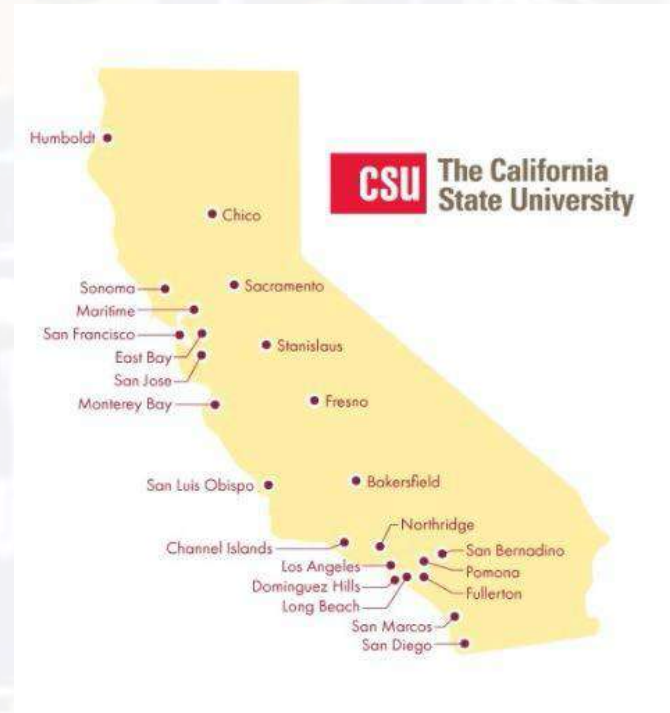 Humboldt
CSU The California
State University
Chico
Sonoma
Sacramento
Maritime
San Francisco
Stanislaus
East Bay
San Jose
Monterey Bay
Fresno
San Luis Obispo
Bakersfield
Northridge
Channel Islands
San Bernadino
Los Angeles
Pomona
Dominguez Hills
Fullerton
Long Beach
San Marcos
San Diego